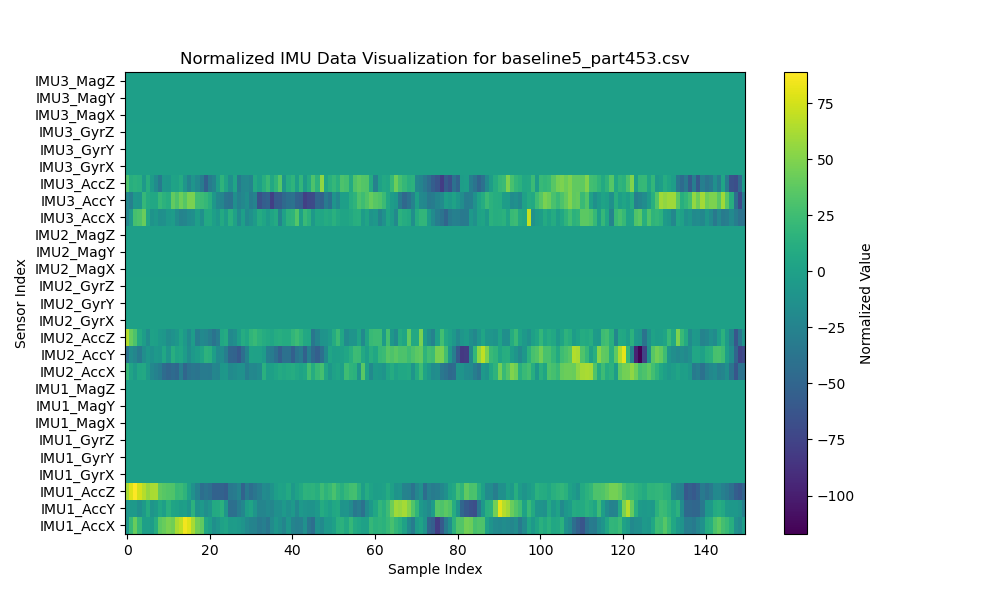 Normalized IMU Data Visualization for baseline5_part453.csv
IMU3_MagZ
IMU3_MagY
IMU3_MagX
IMU3_GyrZ
IMU3_GyrY
IMU3_GyrX
IMU3_AccZ
IMU3_AccY
IMU3_AccX
IMU2_MagZ
IMU2_MagY
IMU2_MagX
IMU2_GyrZ
IMU2_GyrY
IMU2_GyrX
IMU2_AccZ
IMU2_AccY
IMU2_AccX
IMU1_MagZ
IMU1_MagY
IMU1_MagX
IMU1_GyrZ
IMU1_GyrY
IMU1_GyrX
IMU1_AccZ
IMU1_AccY
IMU1_AccX
Sensor Index
0 20 40 60 80 100 120 140
Sample Index
75
50
25
0
−25
−50
−75
−100
Normalized Value